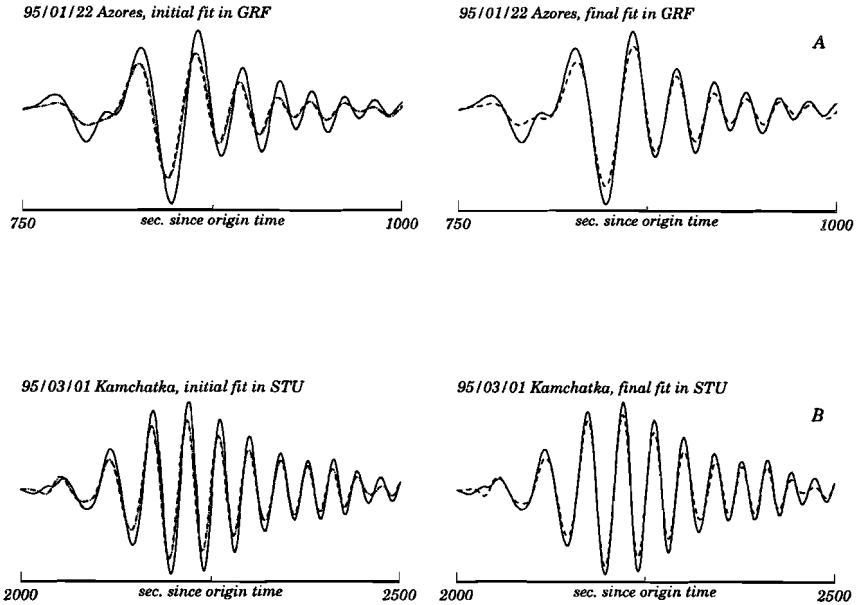 95/01/22 Azores, initial fit in GRF
95/01/22 Azores, final fit in GRF
A
750
sec. since origin time
1000
750
sec. since origin time
1000
95/03/01 Kamchatka, initial fit in STU
95/03/01 Kamchatka, final fit in STU
B
2000
sec. since origin time
2500
2000
sec. since origin time
2500